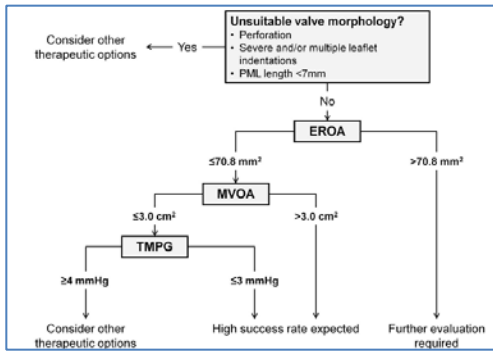 Unsuitable valve morphology?
• Perforation
• Severe and/or multiple leaflet
indentations
• PML length <7mm
Consider other
therapeutic options
Yes
No
EROA
≤70.8 mm²
>70.8 mm²
MVOA
≤3.0 cm²
>3.0 cm²
TMPG
≥4 mmHg
≤3 mmHg
Consider other
therapeutic options
High success rate expected
Further evaluation
required